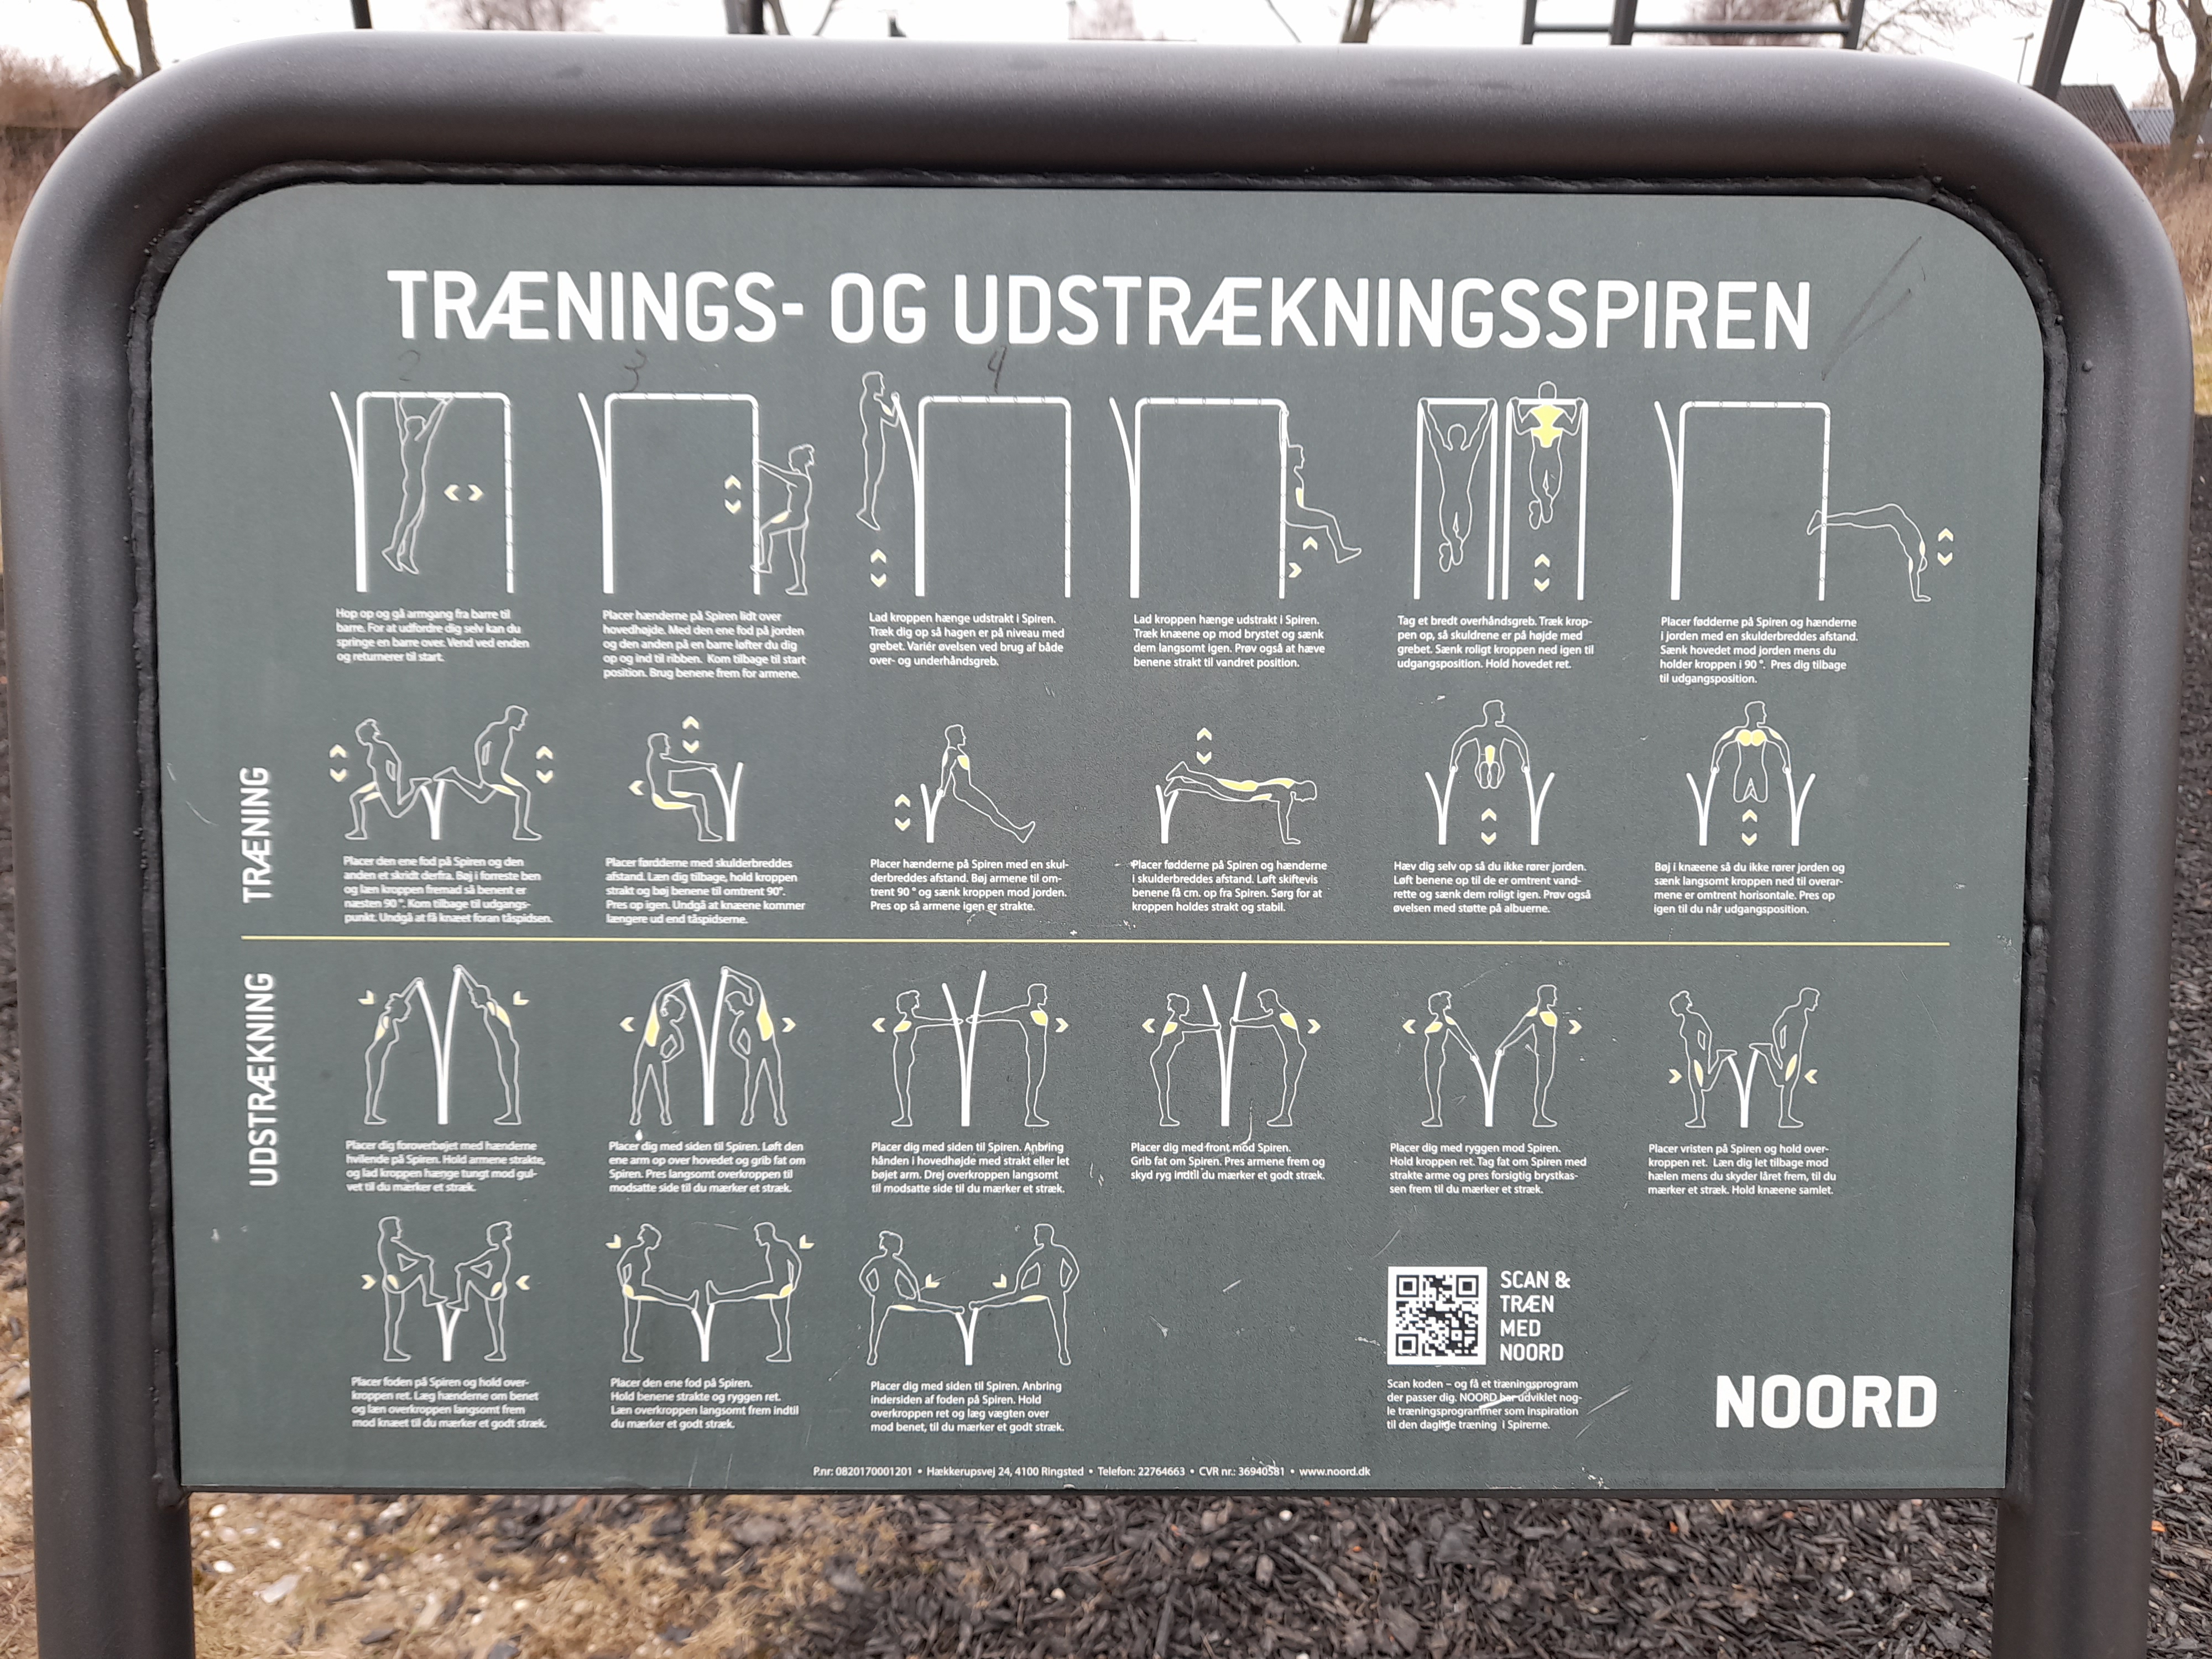 TRÆNINGS- OG UDSTRÆKNINGSSPIREN
2
3
4
TRÆNING
Hop op og gå armgang fra barre til
barre. For at udfordre dig selv kan du
springe en barre over. Vend ved enden
og returnerer til start.
Placer hænderne på Spiren lidt over
hovedhøjde. Med den ene fod på jorden
og den anden på en barre løfter du dig
op og ind til ribben. Kom tilbage til start
position. Brug benene frem for armene.
Lad kroppen hænge udstrakt i Spiren.
Træk dig op så hagen er på niveau med
grebet. Variér øvelsen ved brug af både
over- og underhåndsgreb.
Lad kroppen hænge udstrakt i Spiren.
Træk knæene op mod brystet og sænk
dem langsomt igen. Prøv også at hæve
benene strakt til vandret position.
Tag et bredt overhåndsgreb. Træk krop-
pen op, så skuldrene er på højde med
grebet. Sænk roligt kroppen ned igen til
udgangsposition. Hold hovedet ret.
Placer fødderne på Spiren og hænderne
i jorden med en skulderbreddes afstand.
Sænk hovedet mod jorden mens du
holder kroppen i 90 °. Pres dig tilbage
til udgangsposition.
Placer den ene fod på Spiren og den
anden et skridt derfra. Bøj i forreste ben
og læn kroppen fremad så benent er
næsten 90 °. Kom tilbage til udgangs-
punkt. Undgå at få knæet foran tåspidsen.
Placer førdderne med skulderbreddes
afstand. Læn dig tilbage, hold kroppen
strakt og bøj benene til omtrent 90°.
Pres op igen. Undgå at knæene kommer
længere ud end tåspidserne.
Placer hænderne på Spiren med en skul-
derbreddes afstand. Bøj armene til om-
trent 90 ° og sænk kroppen mod jorden.
Pres op så armene igen er strakte.
Placer fødderne på Spiren og hænderne
i skulderbreddes afstand. Løft skiftevis
benene få cm. op fra Spiren. Sørg for at
kroppen holdes strakt og stabil.
Hæv dig selv op så du ikke rører jorden.
Løft benene op til de er omtrent vand-
rette og sænk dem roligt igen. Prøv også
øvelsen med støtte på albuerne.
Bøj i knæene så du ikke rører jorden og
sænk langsomt kroppen ned til overar-
mene er omtrent horisontale. Pres op
igen til du når udgangsposition.
UDSTRÆKNING
Placer dig foroverbøjet med hænderne
hvilende på Spiren. Hold armene strakte,
og lad kroppen hænge tungt mod gul-
vet til du mærker et stræk.
Placer dig med siden til Spiren. Løft den
ene arm op over hovedet og grib fat om
Spiren. Pres langsomt overkroppen til
modsatte side til du mærker et stræk.
Placer dig med siden til Spiren. Anbring
hånden i hovedhøjde med strakt eller let
bøjet arm. Drej overkroppen langsomt
til modsatte side til du mærker et stræk.
Placer dig med front mod Spiren.
Grib fat om Spiren. Pres armene frem og
skyd ryg indtil du mærker et godt stræk.
Placer dig med ryggen mod Spiren.
Hold kroppen ret. Tag fat om Spiren med
strakte arme og pres forsigtig brystkas-
sen frem til du mærker et stræk.
Placer vristen på Spiren og hold over-
kroppen ret. Læn dig let tilbage mod
hælen mens du skyder låret frem, til du
mærker et stræk. Hold knæene samlet.
Placer foden på Spiren og hold over-
kroppen ret. Læg hænderne om benet
og læn overkroppen langsomt frem
mod knæet til du mærker et godt stræk.
Placer den ene fod på Spiren.
Hold benene strakte og ryggen ret.
Læn overkroppen langsomt frem indtil
du mærker et godt stræk.
Placer dig med siden til Spiren. Anbring
indersiden af foden på Spiren. Hold
overkroppen ret og læg vægten over
mod benet, til du mærker et godt stræk.
SCAN &
TRÆN
MED
NOORD
Scan koden – og få et træningsprogram
der passer dig. NOORD har udviklet nog-
le træningsprogrammer som inspiration
til den daglige træning i Spirerne.
NOORD
P.nr: 0820170001201 • Hækkerupsvej 24, 4100 Ringsted • Telefon: 22764663 • CVR nr.: 36940581 • www.noord.dk